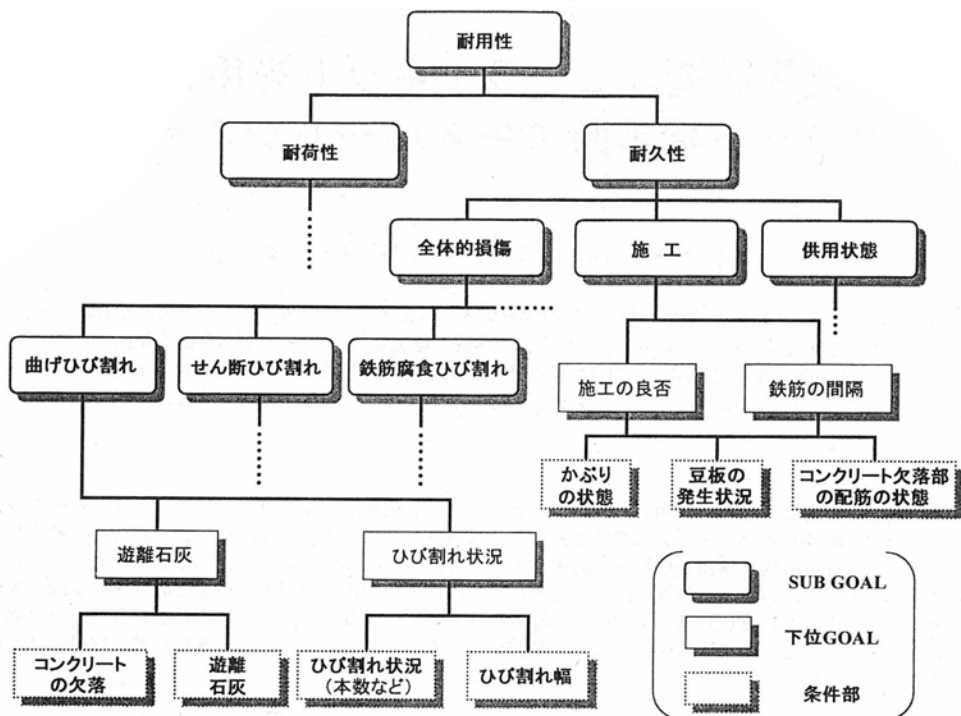 耐用性
耐荷性
耐久性
全体的損傷
施 工
供用状態
曲げひび割れ
せん断ひび割れ
鉄筋腐食ひび割れ
施工の良否
鉄筋の間隔
かぶり
の状態
豆板の
発生状況
コンクリート欠落部
の配筋の状態
遊離石灰
ひび割れ状況
コンクリート
の欠落
遊離
石灰
ひび割れ状況
(本数など)
ひび割れ幅
SUB GOAL
下位GOAL
条件部